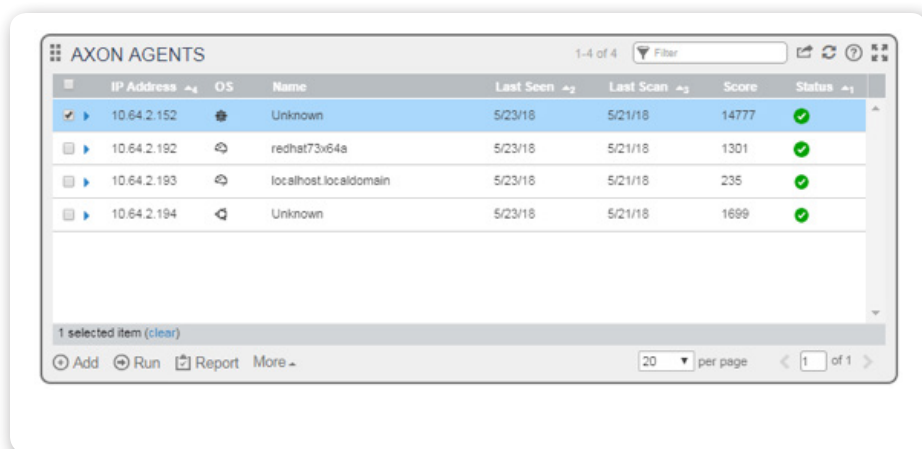 AXON AGENTS 1-4 of 4 Filter
IP Address 4 OS Name Last Seen 2 Last Scan 3 Score Status 1
10.64.2.152 Unknown 5/23/18 5/21/18 14777
10.64.2.192 redhat73x64a 5/23/18 5/21/18 1301
10.64.2.193 localhost.localdomain 5/23/18 5/21/18 235
10.64.2.194 Unknown 5/23/18 5/21/18 1699
1 selected item (clear)
Add Run Report More 20 per page 1 of 1